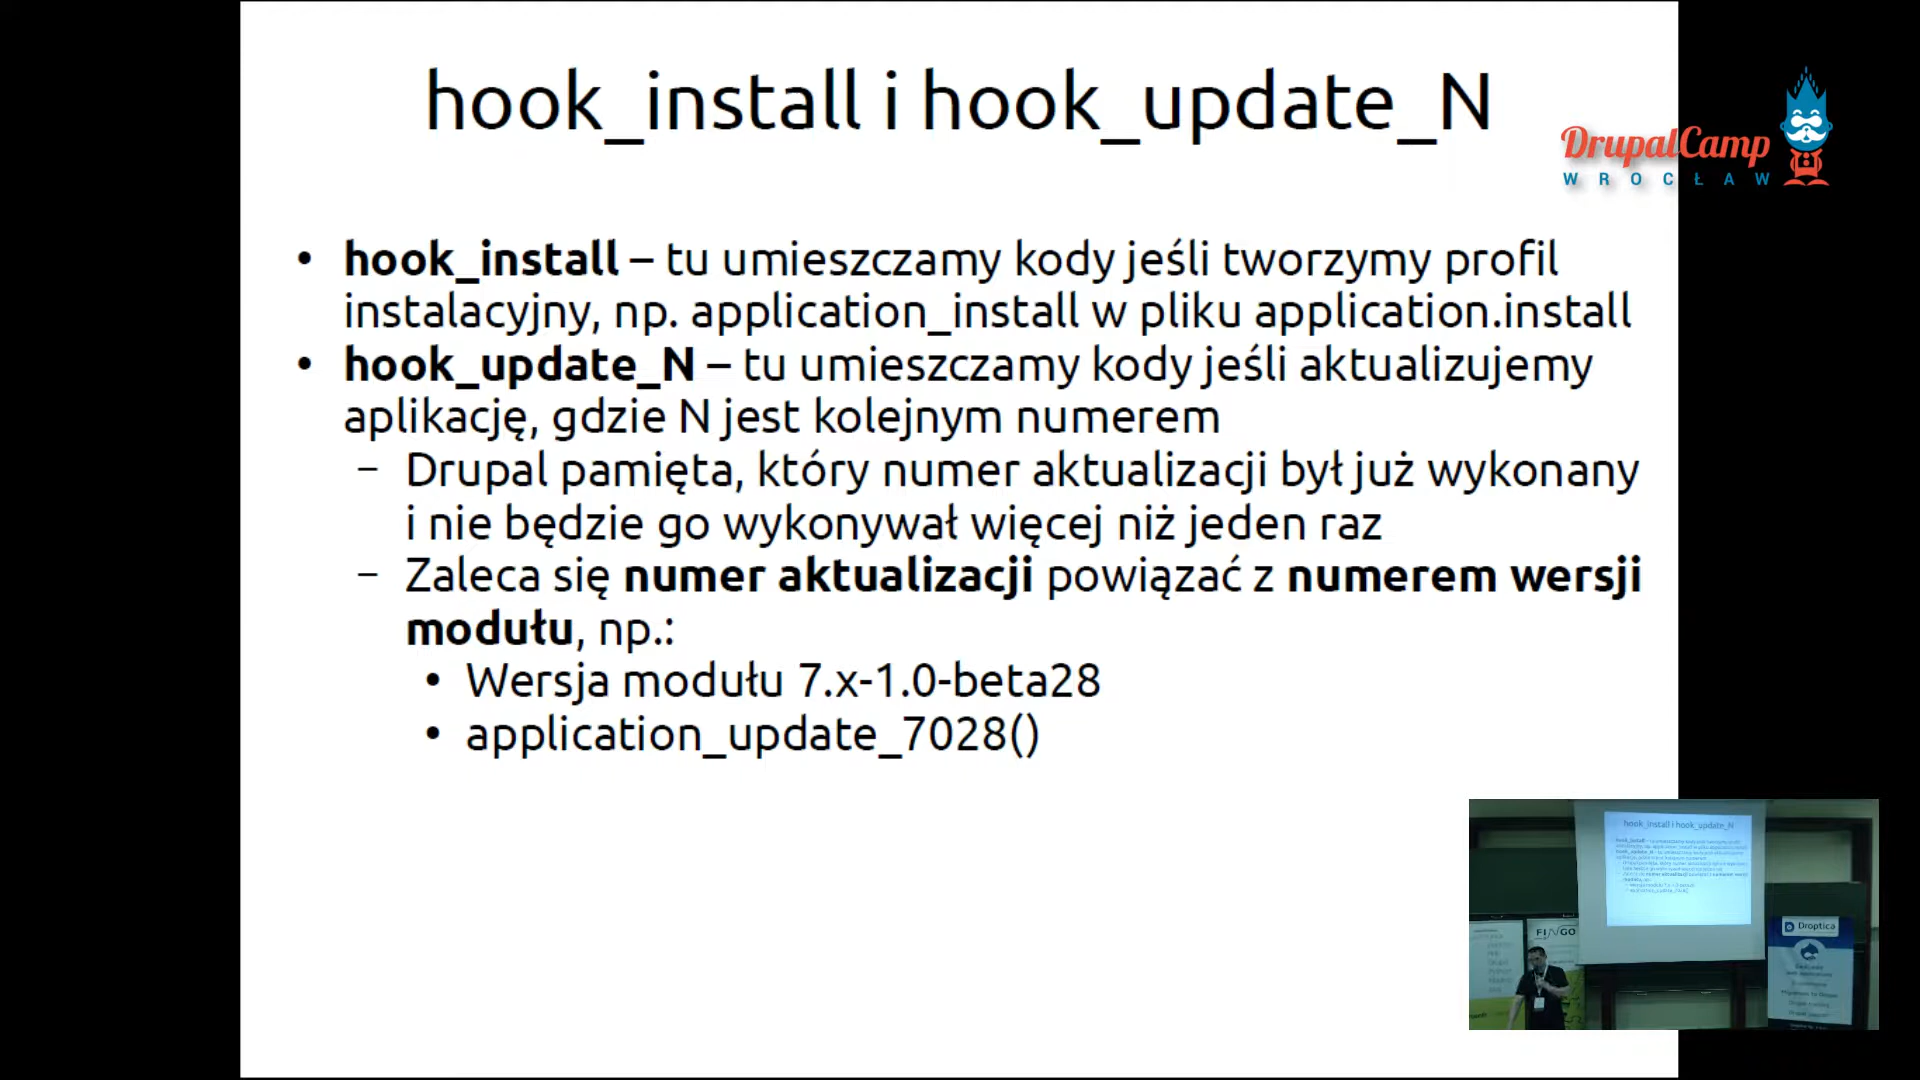 hook_install i hook_update_N
DrupalCamp
WROCŁAW
• hook_install – tu umieszczamy kody jeśli tworzymy profil
instalacyjny, np. application_install w pliku application.install
• hook_update_N – tu umieszczamy kody jeśli aktualizujemy
aplikację, gdzie N jest kolejnym numerem
– Drupal pamięta, który numer aktualizacji był już wykonany
i nie będzie go wykonywał więcej niż jeden raz
– Zaleca się numer aktualizacji powiązać z numerem wersji
modułu, np.:
• Wersja modułu 7.x-1.0-beta28
• application_update_7028()
hook_install i hook_update_N
FINGO
Droptica